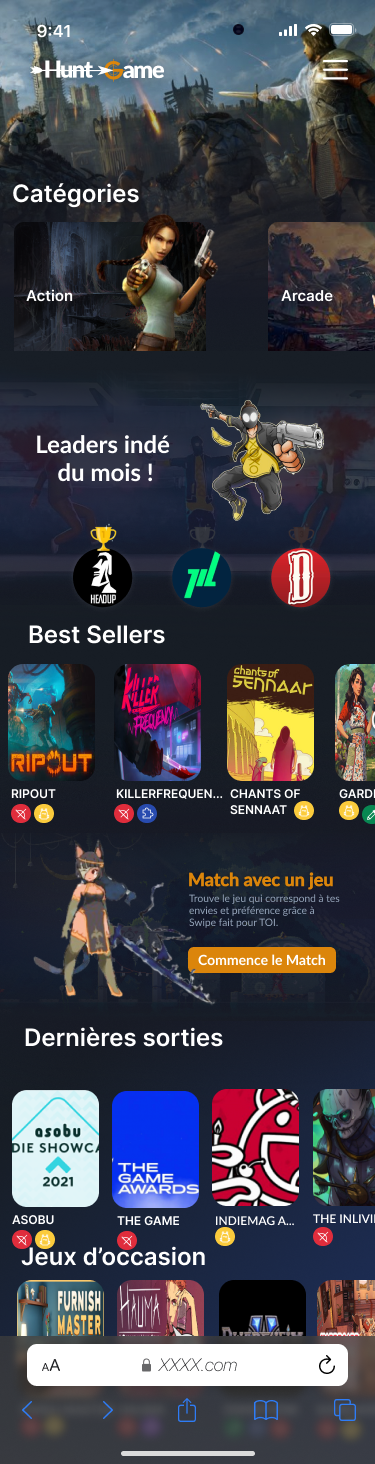 9:41
Hunt Game
Catégories
Action
Arcade
Leaders indé
du mois !
HEADUP
D
Best Sellers
KILLER
FREQUENCY
chants of
SENNAAR
RIPOUT
RIPOUT
KILLERFREQUEN...
CHANTS OF
SENNAAT
GARDE
Match avec un jeu
Trouve le jeu qui correspond à tes
envies et préférence grâce à
Swipe fait pour TOI.
Commence le Match
Dernières sorties
asobu
DIE SHOWCA
2021
THE
GAME
AWARDS
ASOBU
THE GAME
INDIEMAG A...
THE INLIVI
Jeux d'occasion
FURNISH
MASTER
HAUMA
AA
XXXX.com